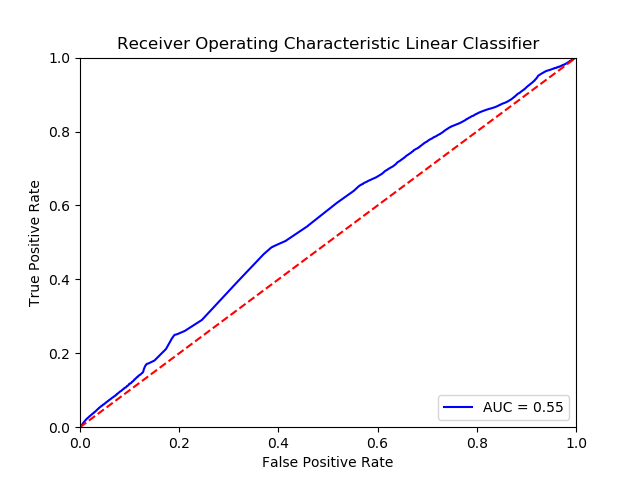 Receiver Operating Characteristic Linear Classifier
1.0
0.8
0.6
0.4
0.2
0.0
True Positive Rate
0.0 0.2 0.4 0.6 0.8 1.0
False Positive Rate
AUC = 0.55